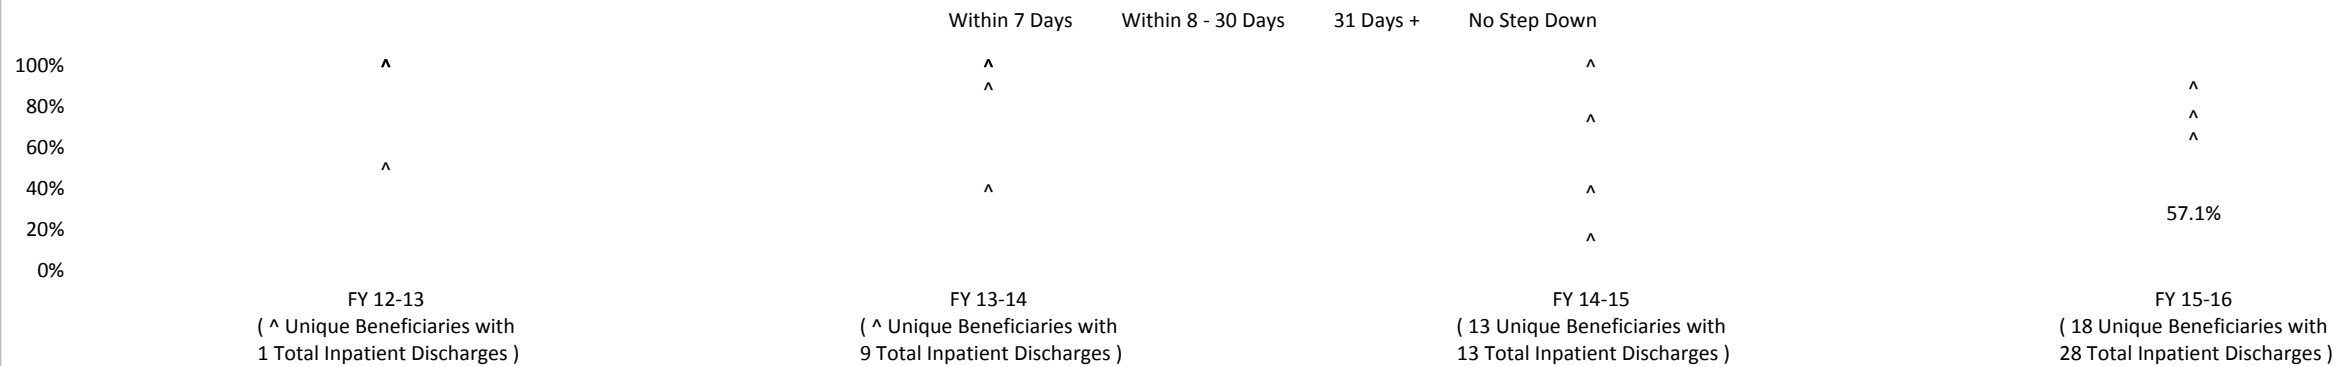 Within 7 Days Within 8 - 30 Days 31 Days + No Step Down
100% ^ ^ ^
^ ^
80%
^ ^
^
60%
^
40% ^ ^
57.1%
20% ^
0%
FY 12-13 FY 13-14 FY 14-15 FY 15-16
( ^ Unique Beneficiaries with ( ^ Unique Beneficiaries with ( 13 Unique Beneficiaries with ( 18 Unique Beneficiaries with
1 Total Inpatient Discharges ) 9 Total Inpatient Discharges ) 13 Total Inpatient Discharges ) 28 Total Inpatient Discharges )